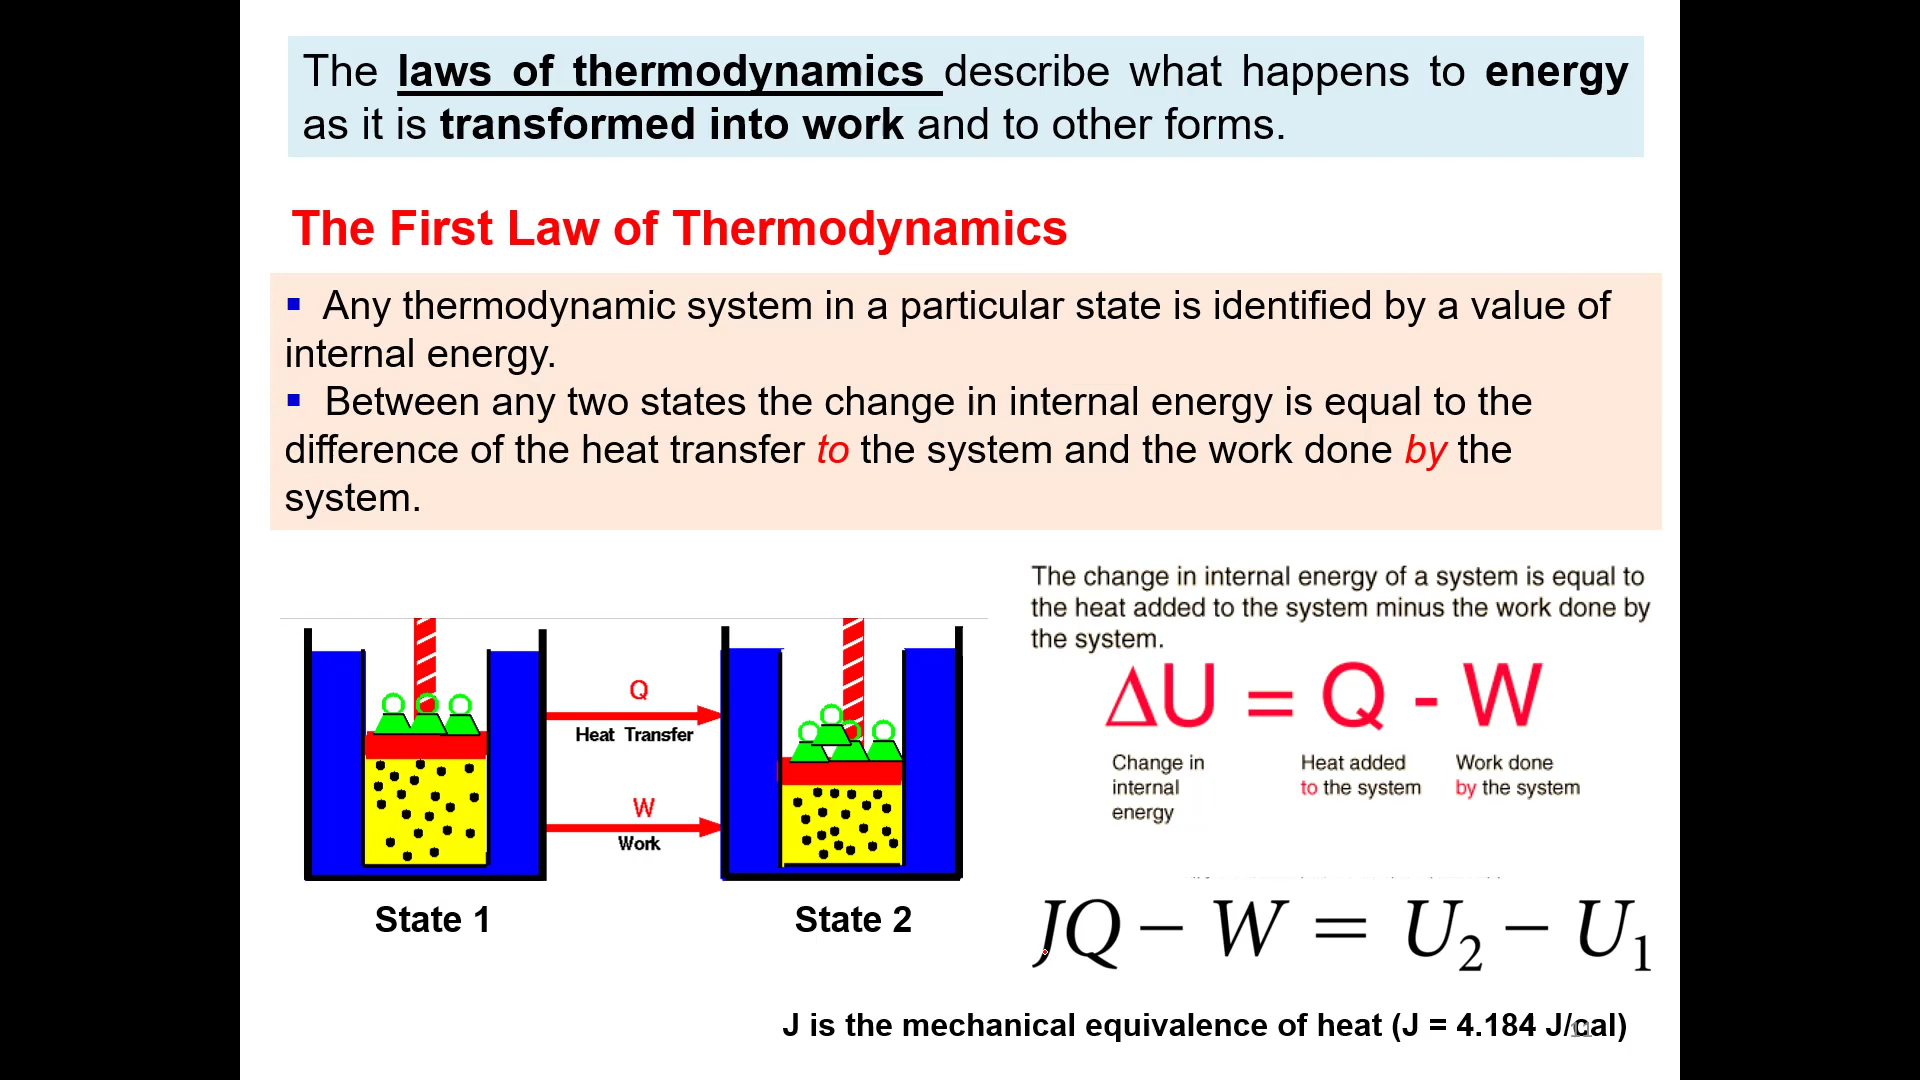 The laws of thermodynamics describe what happens to energy
as it is transformed into work and to other forms.
The First Law of Thermodynamics
▪ Any thermodynamic system in a particular state is identified by a value of
internal energy.
▪ Between any two states the change in internal energy is equal to the
difference of the heat transfer to the system and the work done by the
system.
Q
Heat Transfer
W
Work
State 1
State 2
The change in internal energy of a system is equal to
the heat added to the system minus the work done by
the system.
ΔU = Q - W
Change in
internal
energy
Heat added
to the system
Work done
by the system
JQ − W = U₂ − U₁
J is the mechanical equivalence of heat (J = 4.184 J/cal)
11